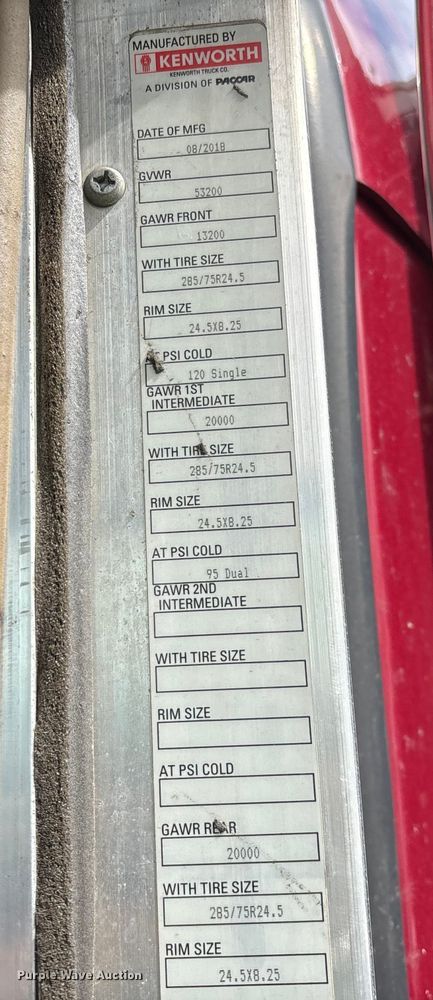 MANUFACTURED BY
KENWORTH
KENWORTH TRUCK CO.
A DIVISION OF PACCAR
DATE OF MFG
08/2018
GVWR
53200
GAWR FRONT
13200
WITH TIRE SIZE
285/75R24.5
RIM SIZE
24.5X8.25
AT PSI COLD
120 Single
GAWR 1ST
INTERMEDIATE
20000
WITH TIRE SIZE
285/75R24.5
RIM SIZE
24.5X8.25
AT PSI COLD
95 Dual
GAWR 2ND
INTERMEDIATE
WITH TIRE SIZE
RIM SIZE
AT PSI COLD
GAWR REAR
20000
WITH TIRE SIZE
285/75R24.5
RIM SIZE
24.5X8.25
Purple Wave Auction